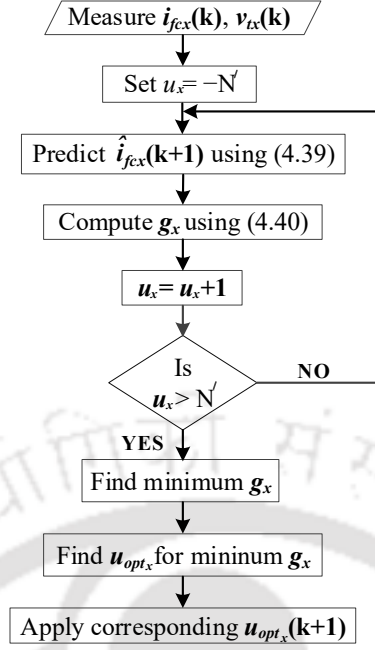 Measure i_fcx(k), v_tx(k)
Set u_x= −N′
Predict î_fcx(k+1) using (4.39)
Compute g_x using (4.40)
u_x= u_x+1
Is
u_x> N′
NO
YES
Find minimum g_x
Find u_opt_x for mininum g_x
Apply corresponding u_opt_x(k+1)